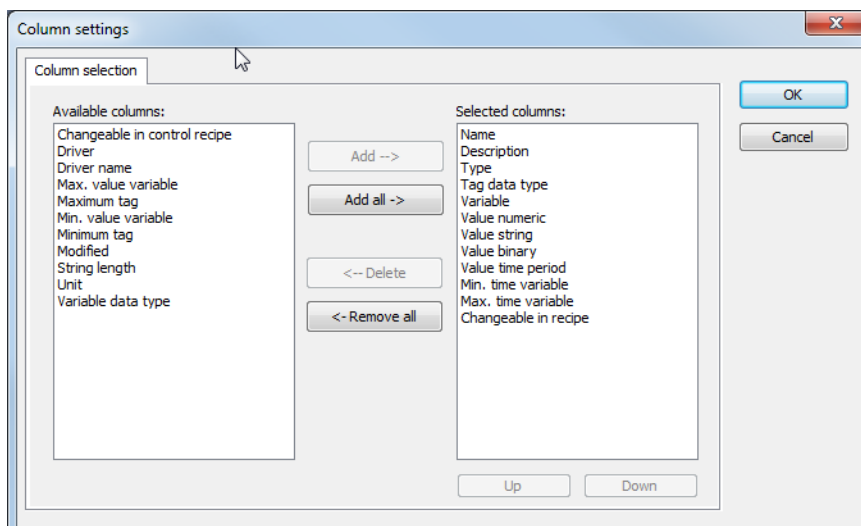 Column settings
Column selection
Available columns:
Changeable in control recipe
Driver
Driver name
Max. value variable
Maximum tag
Min. value variable
Minimum tag
Modified
String length
Unit
Variable data type
Add -->
Add all ->
<-- Delete
<- Remove all
Selected columns:
Name
Description
Type
Tag data type
Variable
Value numeric
Value string
Value binary
Value time period
Min. time variable
Max. time variable
Changeable in recipe
Up
Down
OK
Cancel